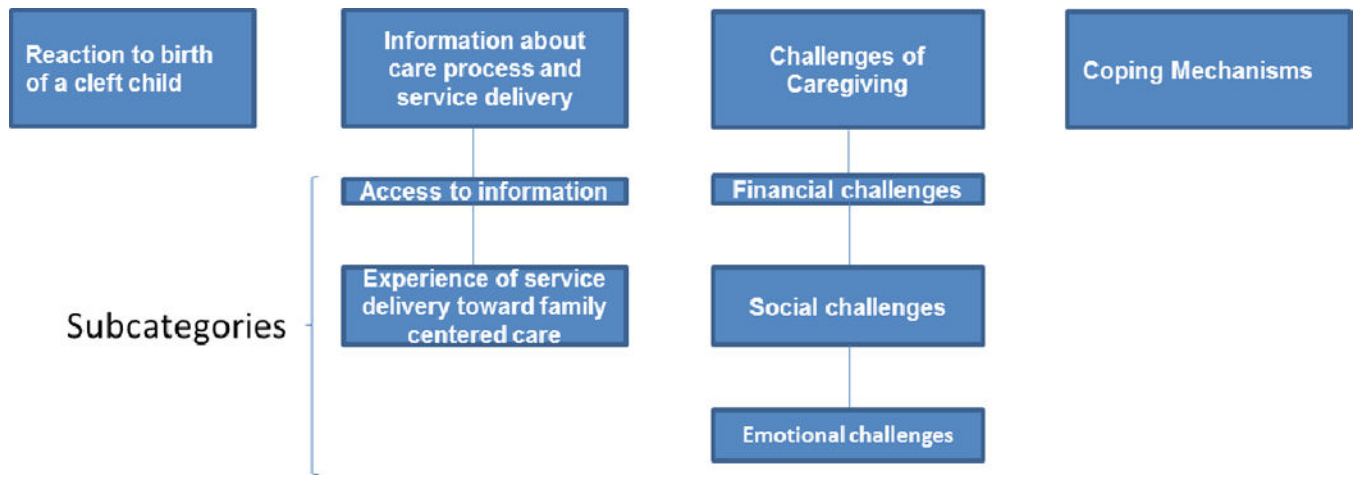 Reaction to birth
of a cleft child
Information about
care process and
service delivery
Challenges of
Caregiving
Coping Mechanisms
Subcategories
Access to information
Experience of service
delivery toward family
centered care
Financial challenges
Social challenges
Emotional challenges